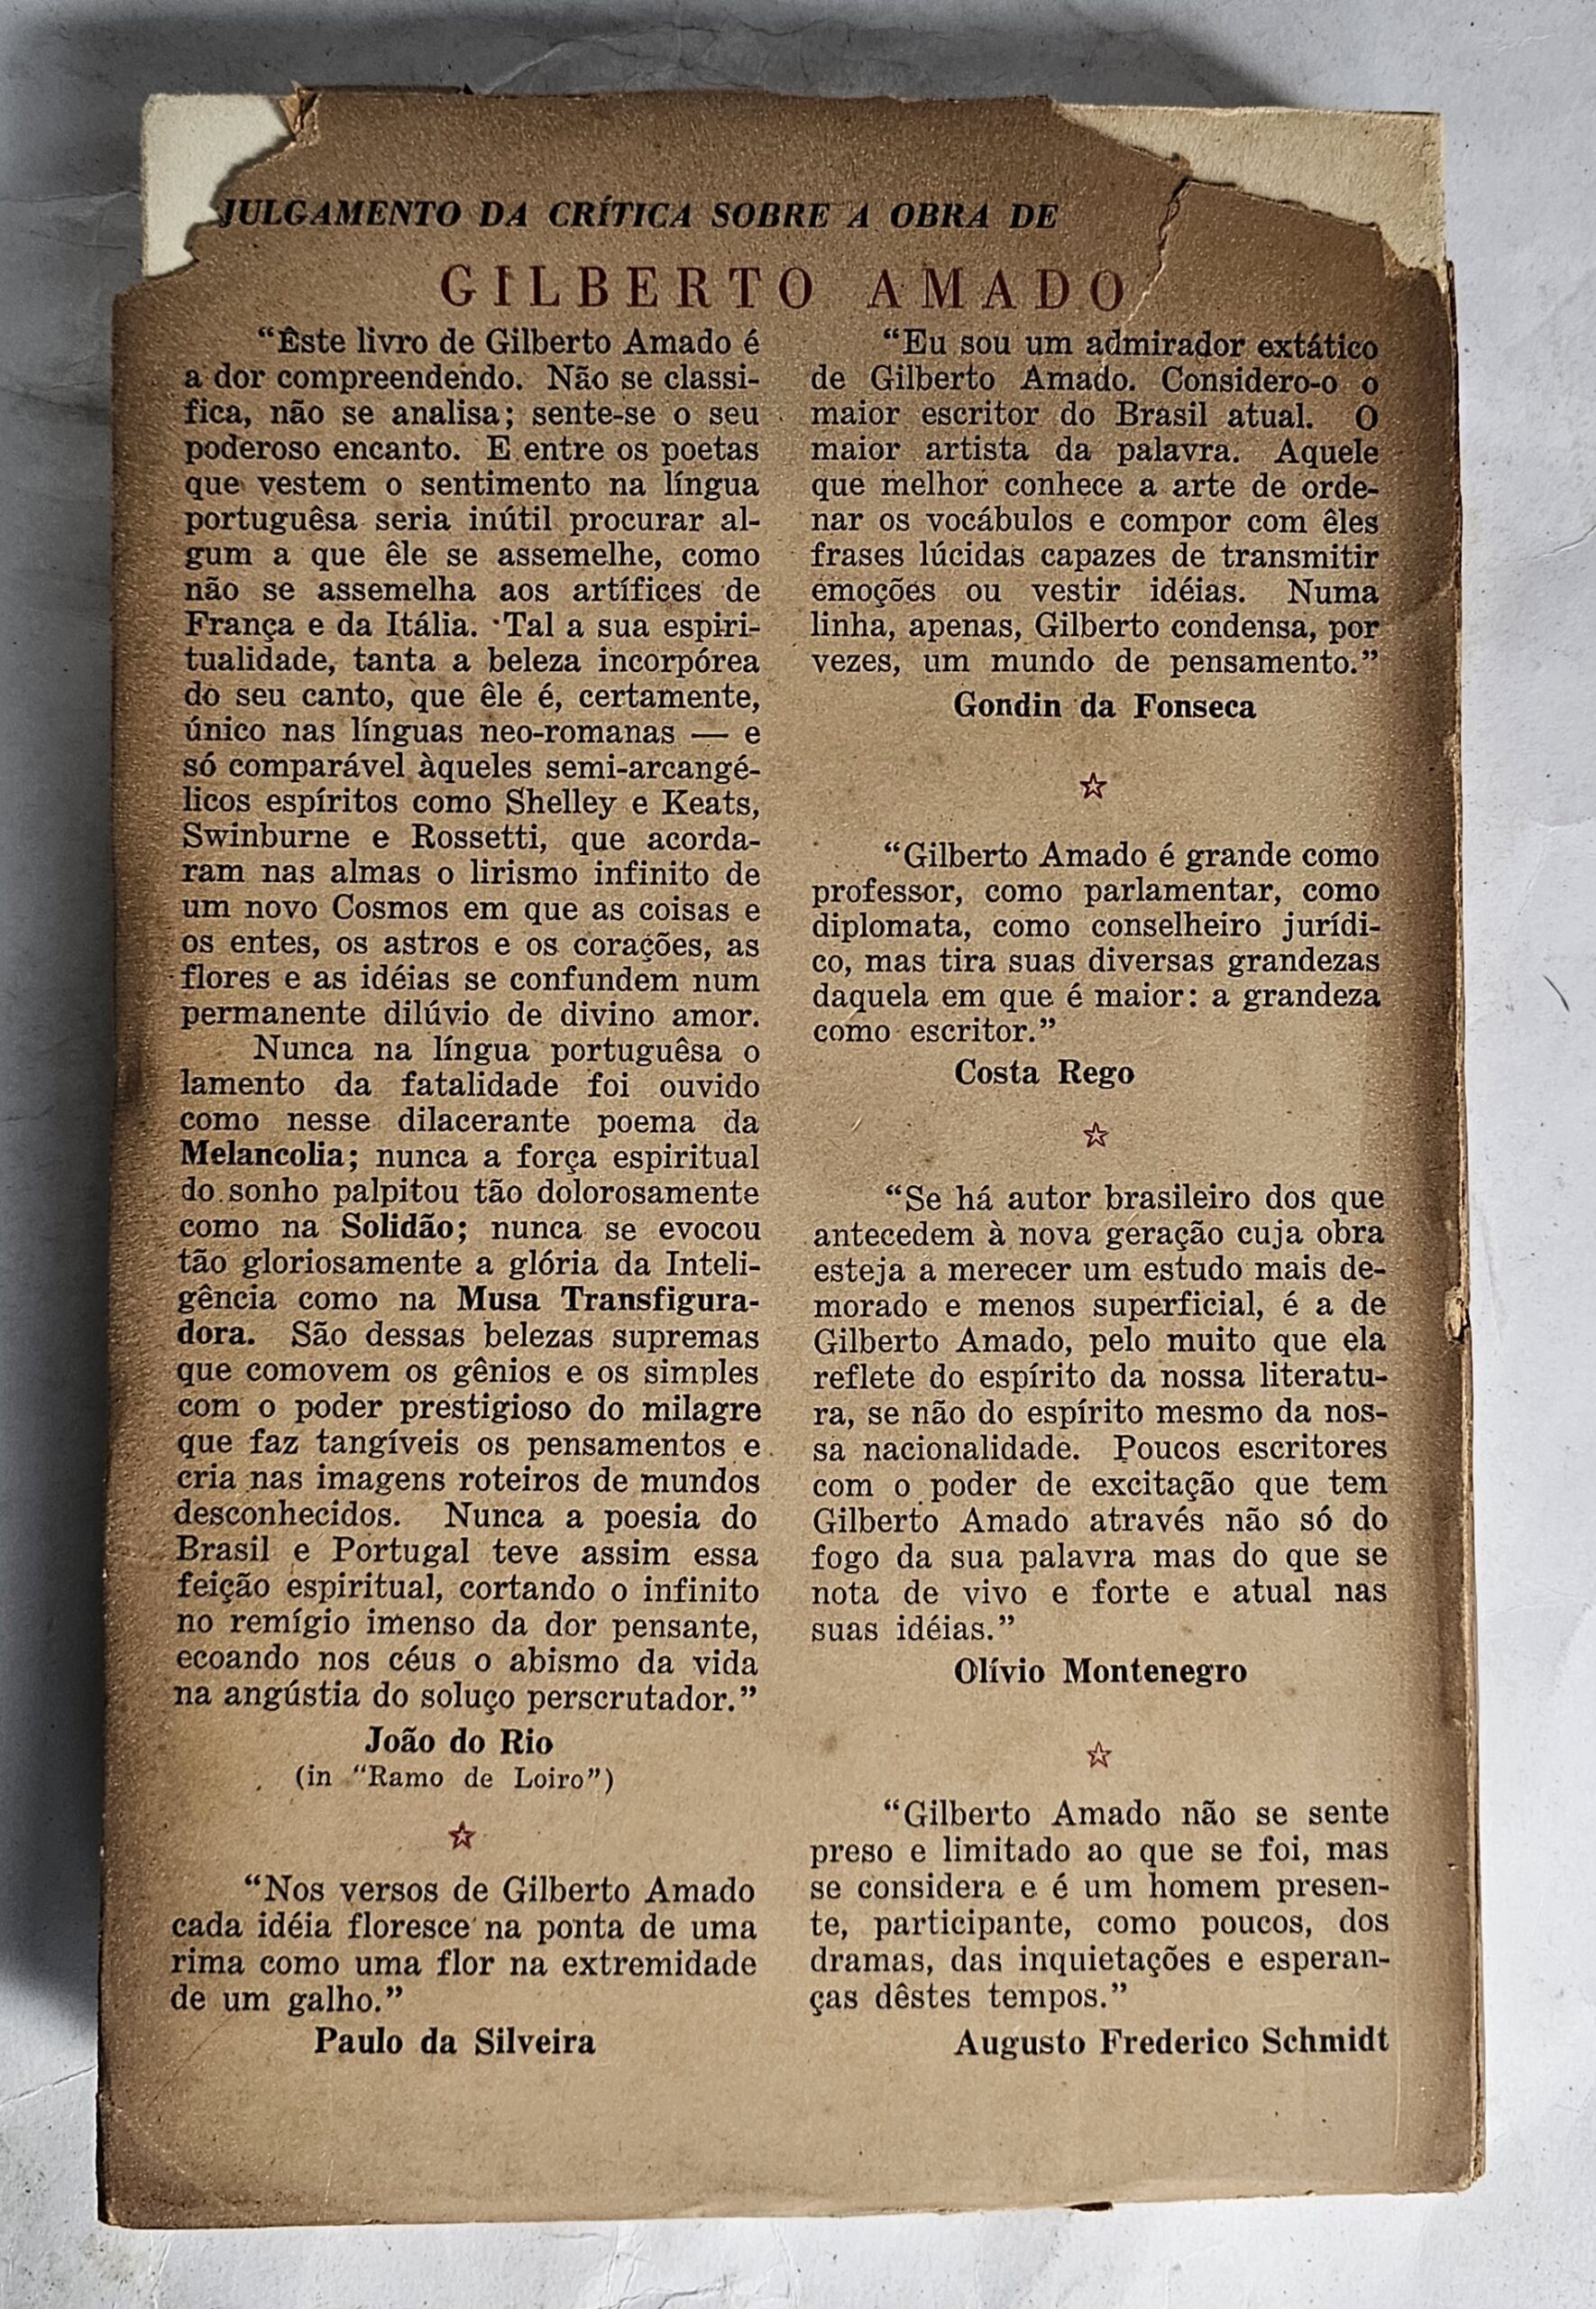 JULGAMENTO DA CRÍTICA SOBRE A OBRA DE
GILBERTO AMADO
“Êste livro de Gilberto Amado é
a dor compreendendo. Não se classi-
fica, não se analisa; sente-se o seu
poderoso encanto. E entre os poetas
que vestem o sentimento na língua
portuguêsa seria inútil procurar al-
gum a que êle se assemelhe, como
não se assemelha aos artífices de
França e da Itália. Tal a sua espiri-
tualidade, tanta a beleza incorpórea
do seu canto, que êle é, certamente,
único nas línguas neo-romanas — e
só comparável àqueles semi-arcangé-
licos espíritos como Shelley e Keats,
Swinburne e Rossetti, que acorda-
ram nas almas o lirismo infinito de
um novo Cosmos em que as coisas e
os entes, os astros e os corações, as
flores e as idéias se confundem num
permanente dilúvio de divino amor.
Nunca na língua portuguêsa o
lamento da fatalidade foi ouvido
como nesse dilacerante poema da
Melancolia; nunca a força espiritual
do sonho palpitou tão dolorosamente
como na Solidão; nunca se evocou
tão gloriosamente a glória da Inteli-
gência como na Musa Transfigura-
dora. São dessas belezas supremas
que comovem os gênios e os simples
com o poder prestigioso do milagre
que faz tangíveis os pensamentos e
cria nas imagens roteiros de mundos
desconhecidos. Nunca a poesia do
Brasil e Portugal teve assim essa
feição espiritual, cortando o infinito
no remígio imenso da dor pensante,
ecoando nos céus o abismo da vida
na angústia do soluço perscrutador.”
João do Rio
(in “Ramo de Loiro”)
“Nos versos de Gilberto Amado
cada idéia floresce na ponta de uma
rima como uma flor na extremidade
de um galho.”
Paulo da Silveira
“Eu sou um admirador extático
de Gilberto Amado. Considero-o o
maior escritor do Brasil atual. O
maior artista da palavra. Aquele
que melhor conhece a arte de orde-
nar os vocábulos e compor com êles
frases lúcidas capazes de transmitir
emoções ou vestir idéias. Numa
linha, apenas, Gilberto condensa, por
vezes, um mundo de pensamento.”
Gondin da Fonseca
“Gilberto Amado é grande como
professor, como parlamentar, como
diplomata, como conselheiro jurídi-
co, mas tira suas diversas grandezas
daquela em que é maior: a grandeza
como escritor.”
Costa Rego
“Se há autor brasileiro dos que
antecedem à nova geração cuja obra
esteja a merecer um estudo mais de-
morado e menos superficial, é a de
Gilberto Amado, pelo muito que ela
reflete do espírito da nossa literatu-
ra, se não do espírito mesmo da nos-
sa nacionalidade. Poucos escritores
com o poder de excitação que tem
Gilberto Amado através não só do
fogo da sua palavra mas do que se
nota de vivo e forte e atual nas
suas idéias.”
Olívio Montenegro
“Gilberto Amado não se sente
preso e limitado ao que se foi, mas
se considera e é um homem presen-
te, participante, como poucos, dos
dramas, das inquietações e esperan-
ças dêstes tempos.”
Augusto Frederico Schmidt